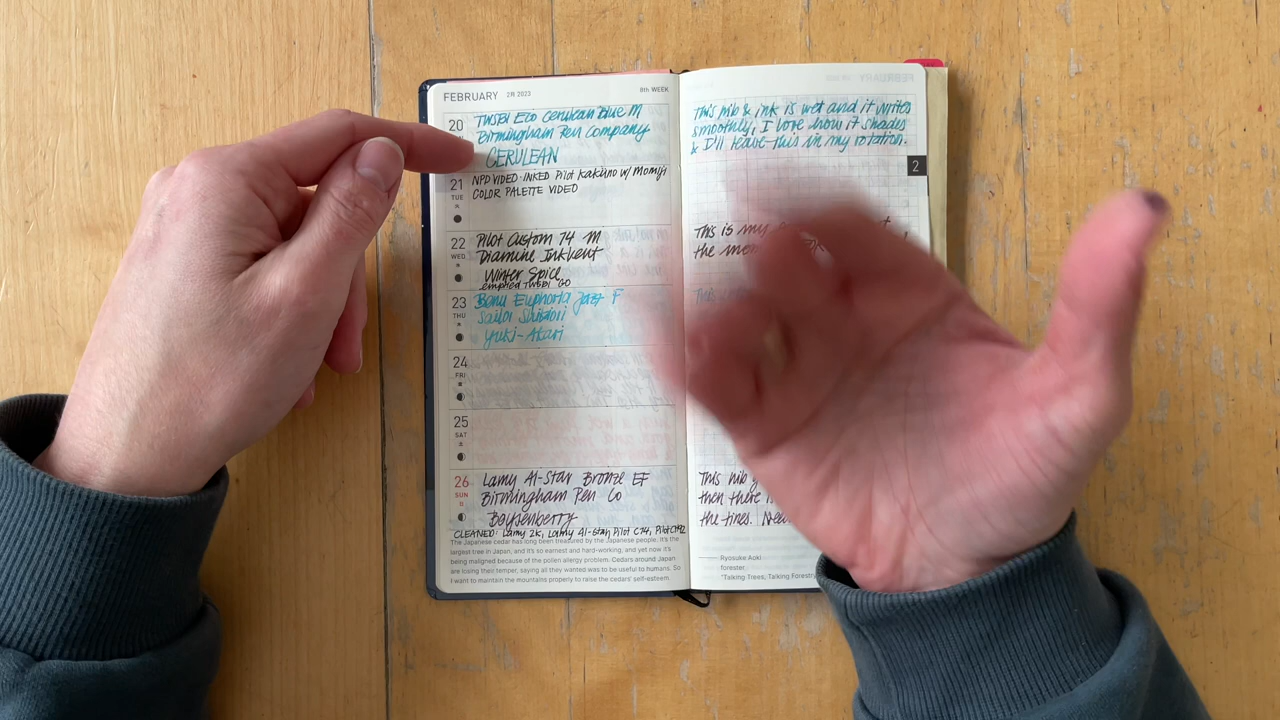 FEBRUARY 2月 2023 8th WEEK
20 TWSBI Eco Cerulean Blue M
Birmingham Pen Company
CERULEAN
21 TUE NPD VIDEO: INKED Pilot Kakuno w/ Momiji
COLOR PALETTE VIDEO
22 WED Pilot Custom 74 M
Diamine Inkvent
Winter Spice
emptied TWSBI GO
23 THU Benu Euphoria Jazz F
Sailor Shikiori
Yuki-Akari
24 FRI
25 SAT
26 SUN Lamy Al-Star Bronze EF
Birmingham Pen Co
Boysenberry
CLEANED: Lamy 2K, Lamy Al-Star, Pilot C74, Pilot
The Japanese cedar has long been treasured by the Japanese people. It's the
largest tree in Japan, and it's so earnest and hard-working, and yet now it's
being maligned because of the pollen allergy problem. Cedars around Japan
are losing their temper, saying all they wanted was to be useful to humans. So
I want to maintain the mountains properly to raise the cedars' self-esteem.
This nib & ink is wet and it writes
smoothly, I love how it shades
& I'll leave this in my rotation.
2
This is my
the
This
This nib
then there
the tines.
Ryosuke Aoki
forester
"Talking Trees, Talking Forestry